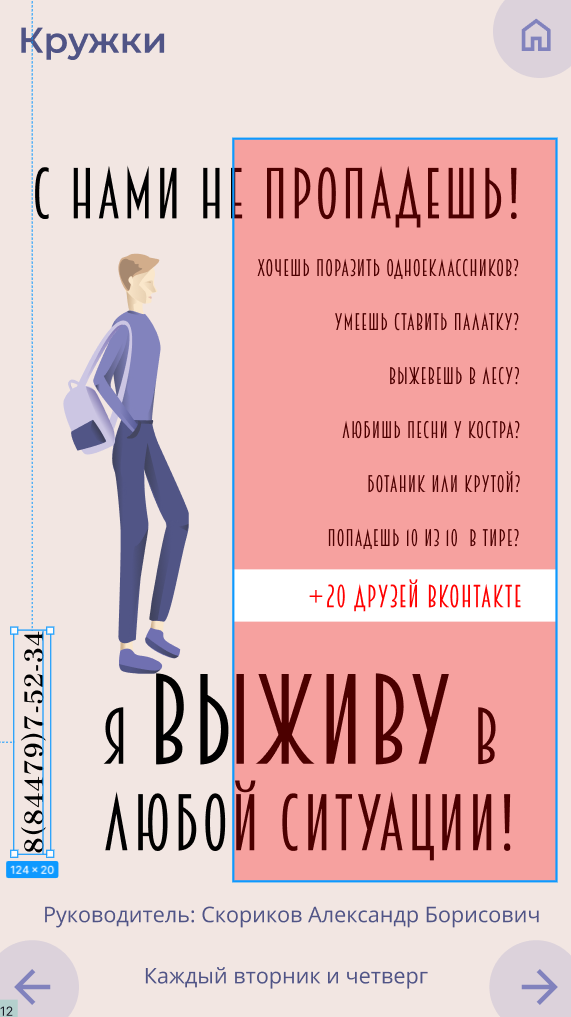 Кружки
С НАМИ НЕ ПРОПАДЕШЬ!
ХОЧЕШЬ ПОРАЗИТЬ ОДНОЕКЛАССНИКОВ?
УМЕЕШЬ СТАВИТЬ ПАЛАТКУ?
ВЫЖЕВЕШЬ В ЛЕСУ?
ЛЮБИШЬ ПЕСНИ У КОСТРА?
БОТАНИК ИЛИ КРУТОЙ?
ПОПАДЕШЬ 10 ИЗ 10 В ТИРЕ?
+20 ДРУЗЕЙ ВКОНТАКТЕ
Я ВЫЖИВУ В
ЛЮБОЙ СИТУАЦИИ!
8(84479)7-52-34
124 × 20
Руководитель: Скориков Александр Борисович
Каждый вторник и четверг
12